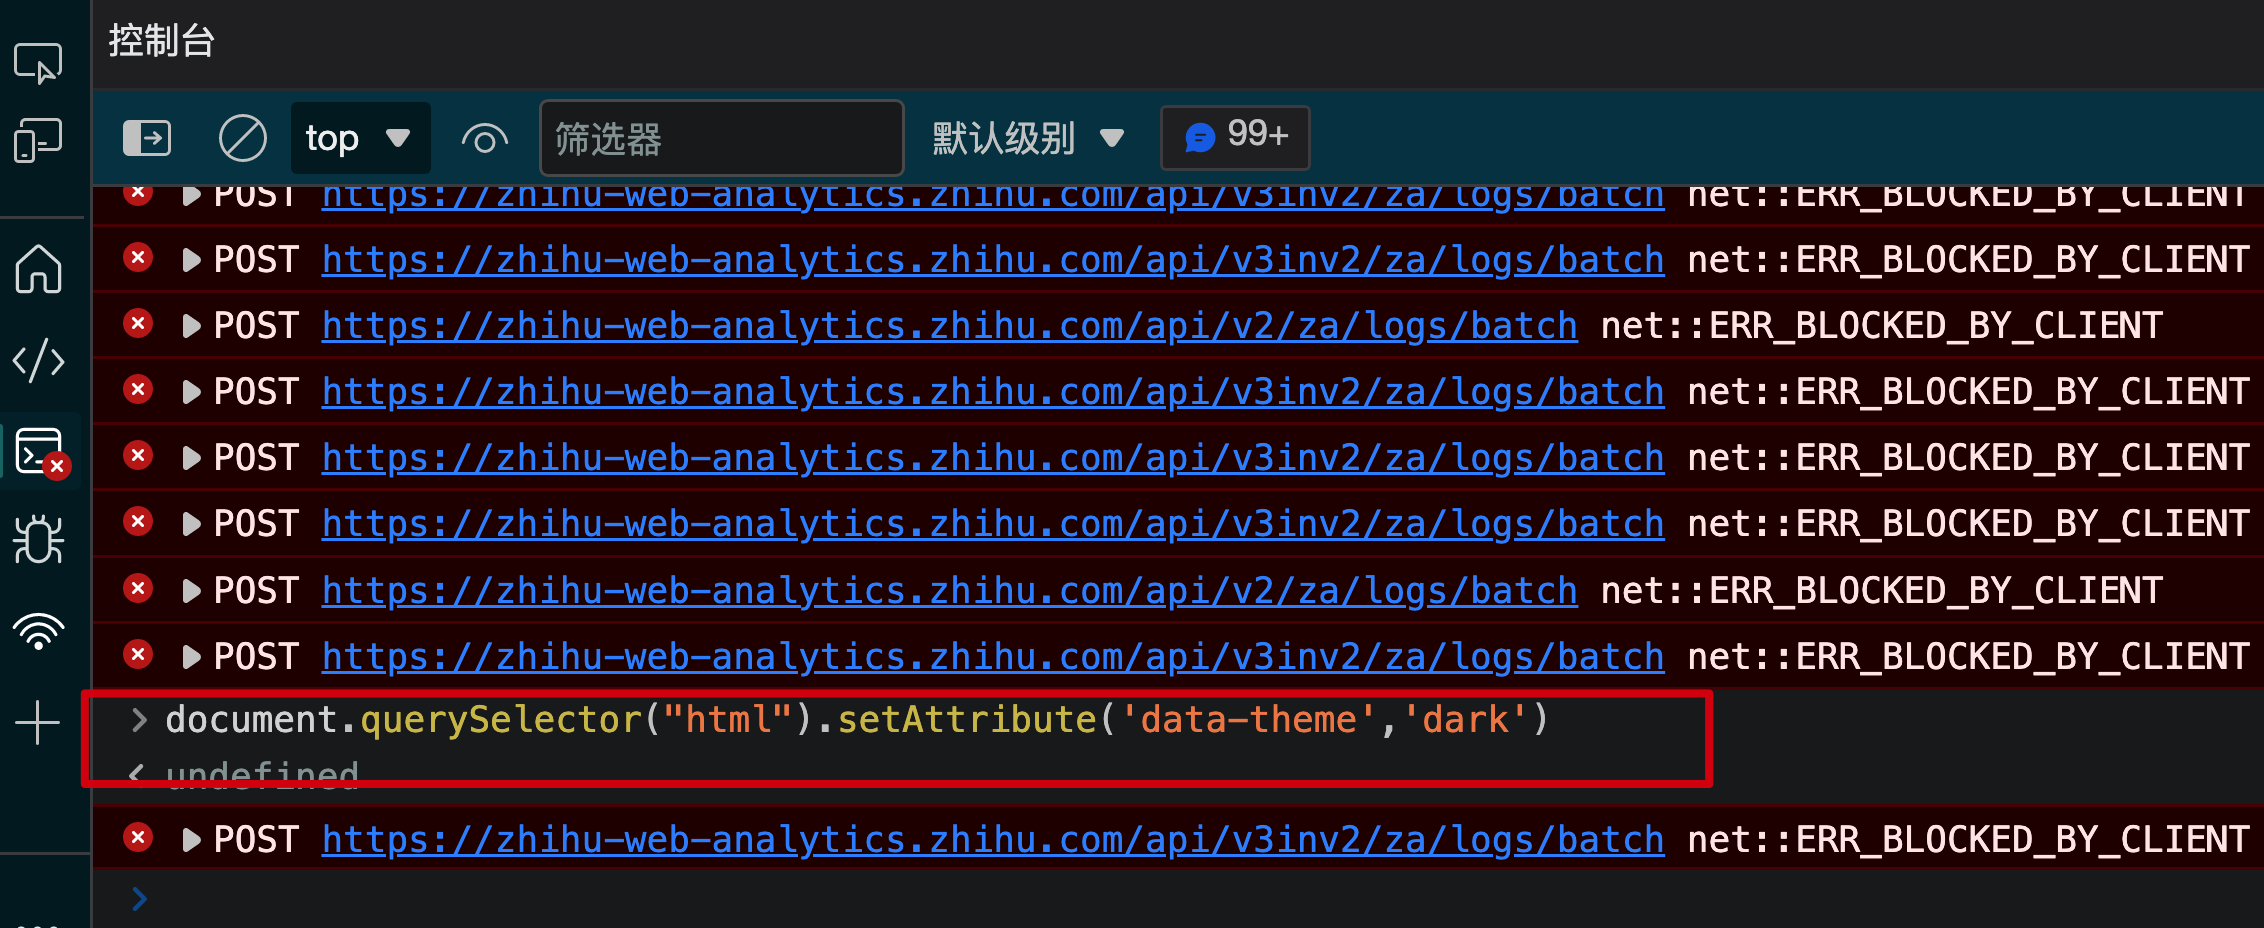 控制台
top 筛选器 默认级别 99+
POST https://zhihu-web-analytics.zhihu.com/api/v3inv2/za/logs/batch net::ERR_BLOCKED_BY_CLIENT
POST https://zhihu-web-analytics.zhihu.com/api/v3inv2/za/logs/batch net::ERR_BLOCKED_BY_CLIENT
POST https://zhihu-web-analytics.zhihu.com/api/v2/za/logs/batch net::ERR_BLOCKED_BY_CLIENT
POST https://zhihu-web-analytics.zhihu.com/api/v3inv2/za/logs/batch net::ERR_BLOCKED_BY_CLIENT
POST https://zhihu-web-analytics.zhihu.com/api/v3inv2/za/logs/batch net::ERR_BLOCKED_BY_CLIENT
POST https://zhihu-web-analytics.zhihu.com/api/v3inv2/za/logs/batch net::ERR_BLOCKED_BY_CLIENT
POST https://zhihu-web-analytics.zhihu.com/api/v2/za/logs/batch net::ERR_BLOCKED_BY_CLIENT
POST https://zhihu-web-analytics.zhihu.com/api/v3inv2/za/logs/batch net::ERR_BLOCKED_BY_CLIENT
> document.querySelector("html").setAttribute('data-theme','dark')
< undefined
POST https://zhihu-web-analytics.zhihu.com/api/v3inv2/za/logs/batch net::ERR_BLOCKED_BY_CLIENT
>